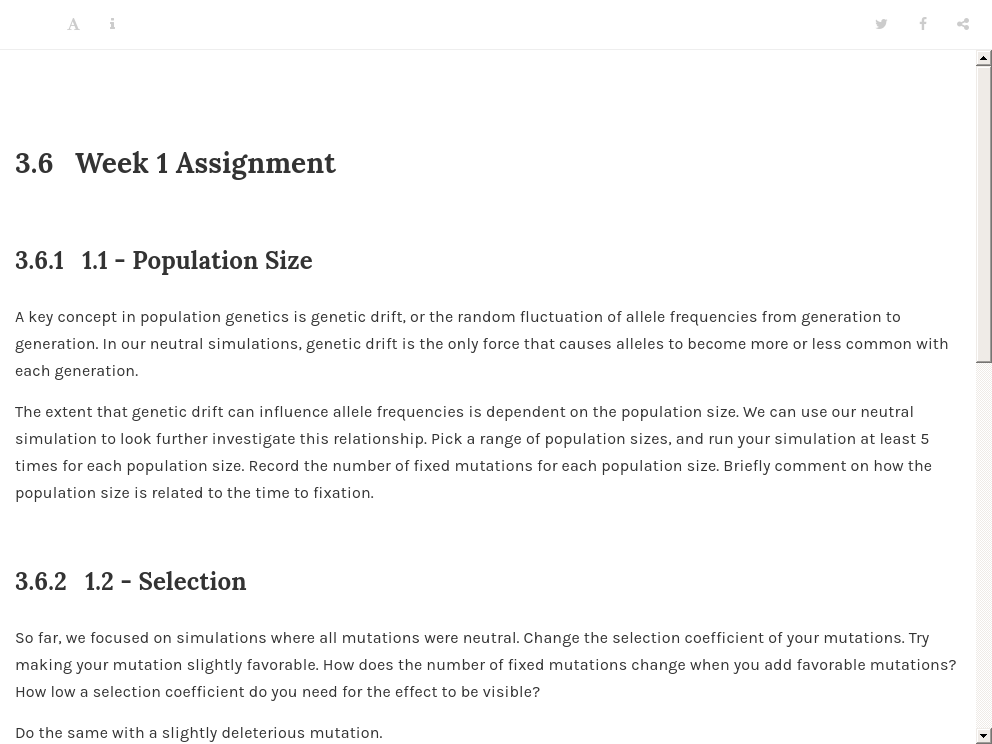 3.6 Week 1 Assignment
3.6.1 1.1 - Population Size
A key concept in population genetics is genetic drift, or the random fluctuation of allele frequencies from generation to
generation. In our neutral simulations, genetic drift is the only force that causes alleles to become more or less common with
each generation.
The extent that genetic drift can influence allele frequencies is dependent on the population size. We can use our neutral
simulation to look further investigate this relationship. Pick a range of population sizes, and run your simulation at least 5
times for each population size. Record the number of fixed mutations for each population size. Briefly comment on how the
population size is related to the time to fixation.
3.6.2 1.2 - Selection
So far, we focused on simulations where all mutations were neutral. Change the selection coefficient of your mutations. Try
making your mutation slightly favorable. How does the number of fixed mutations change when you add favorable mutations?
How low a selection coefficient do you need for the effect to be visible?
Do the same with a slightly deleterious mutation.